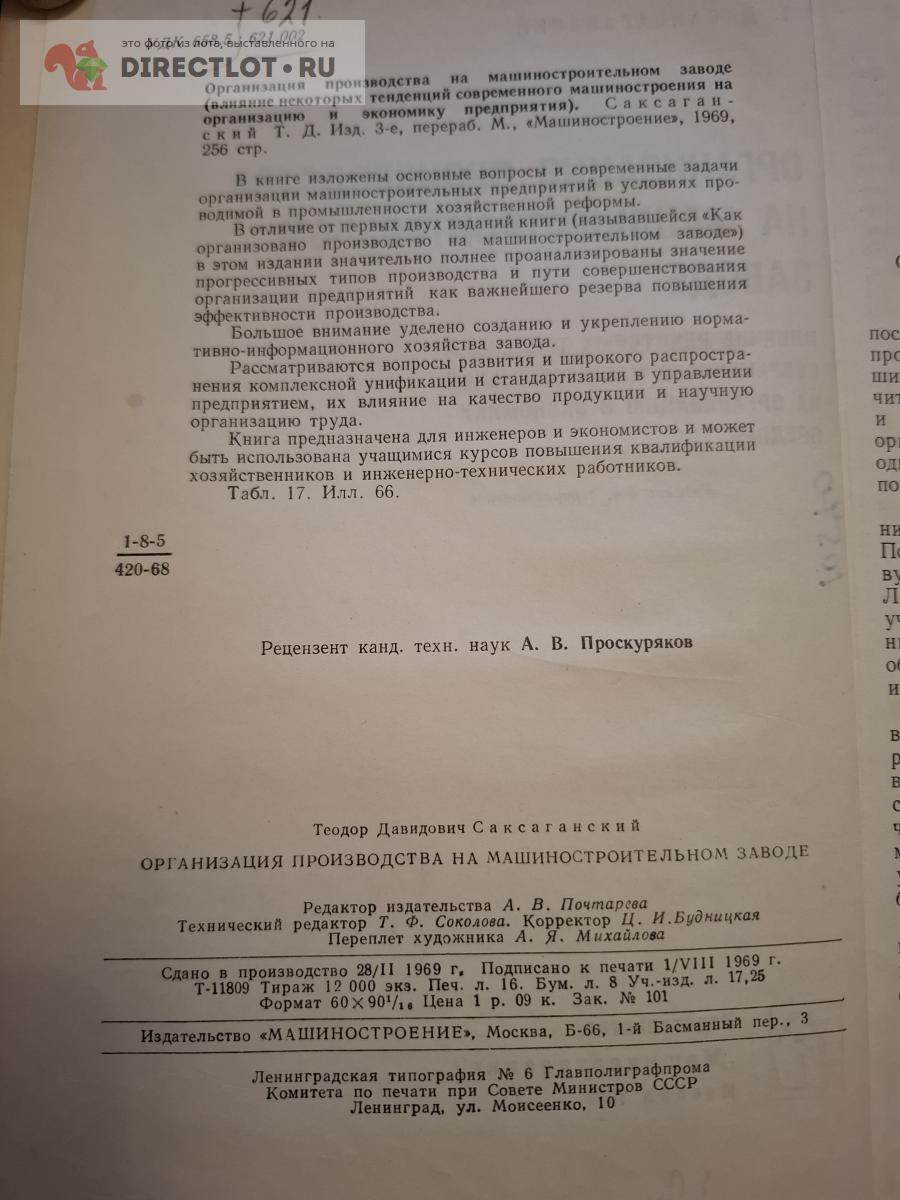 + 621.
УДК 658.5 621.002
это фото из лота, выставленного на
DIRECTLOT.RU
Организация производства на машиностроительном заводе
(влияние некоторых тенденций современного машиностроения на
организацию и экономику предприятия). Саксаган-
ский Т. Д. Изд. 3-е, перераб. М., «Машиностроение», 1969,
256 стр.
В книге изложены основные вопросы и современные задачи
организации машиностроительных предприятий в условиях про-
водимой в промышленности хозяйственной реформы.
В отличие от первых двух изданий книги (называвшейся «Как
организовано производство на машиностроительном заводе»)
в этом издании значительно полнее проанализированы значение
прогрессивных типов производства и пути совершенствования
организации предприятий как важнейшего резерва повышения
эффективности производства.
Большое внимание уделено созданию и укреплению норма-
тивно-информационного хозяйства завода.
Рассматриваются вопросы развития и широкого распростра-
нения комплексной унификации и стандартизации в управлении
предприятием, их влияние на качество продукции и научную
организацию труда.
Книга предназначена для инженеров и экономистов и может
быть использована учащимися курсов повышения квалификации
хозяйственников и инженерно-технических работников.
Табл. 17. Илл. 66.
1-8-5
420-68
Рецензент канд. техн. наук А. В. Проскуряков
Теодор Давидович Саксаганский
ОРГАНИЗАЦИЯ ПРОИЗВОДСТВА НА МАШИНОСТРОИТЕЛЬНОМ ЗАВОДЕ
Редактор издательства А. В. Почтарева
Технический редактор Т. Ф. Соколова. Корректор Ц. И. Будницкая
Переплет художника А. Я. Михайлова
Сдано в производство 28/II 1969 г. Подписано к печати 1/VIII 1969 г.
Т-11809 Тираж 12 000 экз. Печ. л. 16. Бум. л. 8 Уч.-изд. л. 17,25
Формат 60×90¹/₁₆ Цена 1 р. 09 к. Зак. № 101
Издательство «МАШИНОСТРОЕНИЕ», Москва, Б-66, 1-й Басманный пер., 3
Ленинградская типография № 6 Главполиграфпрома
Комитета по печати при Совете Министров СССР
Ленинград, ул. Моисеенко, 10